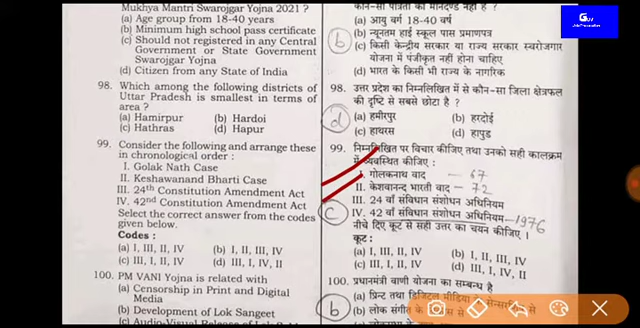 Mukhya Mantri Swarojgar Yojna 2021 ?
(a) Age group from 18-40 years
(b) Minimum high school pass certificate
(c) Should not registered in any Central
Government or State Government
Swarojgar Yojna
(d) Citizen from any State of India
98. Which among the following districts of
Uttar Pradesh is smallest in terms of
area ?
(a) Hamirpur (b) Hardoi
(c) Hathras (d) Hapur
99. Consider the following and arrange these
in chronological order :
I. Golak Nath Case
II. Keshawanand Bharti Case
III. 24th Constitution Amendment Act
IV. 42nd Constitution Amendment Act
Select the correct answer from the codes
given below.
Codes :
(a) I, III, II, IV (b) I, II, III, IV
(c) III, I, II, IV (d) III, I, IV, II
100. PM VANI Yojna is related with
(a) Censorship in Print and Digital
Media
(b) Development of Lok Sangeet
(c) Audio-Visual Release of
कौन-सा पात्रता का मानदण्ड नहीं है ?
(a) आयु वर्ग 18-40 वर्ष
(b) न्यूनतम हाई स्कूल पास प्रमाणपत्र
(c) किसी केन्द्रीय सरकार या राज्य सरकार स्वरोजगार
योजना में पंजीकृत नहीं होना चाहिए
(d) भारत के किसी भी राज्य के नागरिक
b
98. उत्तर प्रदेश का निम्नलिखित में से कौन-सा जिला क्षेत्रफल
की दृष्टि से सबसे छोटा है ?
(a) हमीरपुर (b) हरदोई
(c) हाथरस (d) हापुड़
d
99. निम्नलिखित पर विचार कीजिए तथा उनको सही कालक्रम
में व्यवस्थित कीजिए :
I. गोलकनाथ वाद - 67
II. केशवानन्द भारती वाद - 72
III. 24 वाँ संविधान संशोधन अधिनियम
IV. 42 वाँ संविधान संशोधन अधिनियम - 1976
नीचे दिए कूट से सही उत्तर का चयन कीजिए ।
कूट :
(a) I, III, II, IV (b) I, II, III, IV
(c) III, I, II, IV (d) III, I, IV, II
c
100. प्रधानमंत्री वाणी योजना का सम्बन्ध है
(a) प्रिन्ट तथा डिजिटल मीडिया से
(b) लोक संगीत के
b